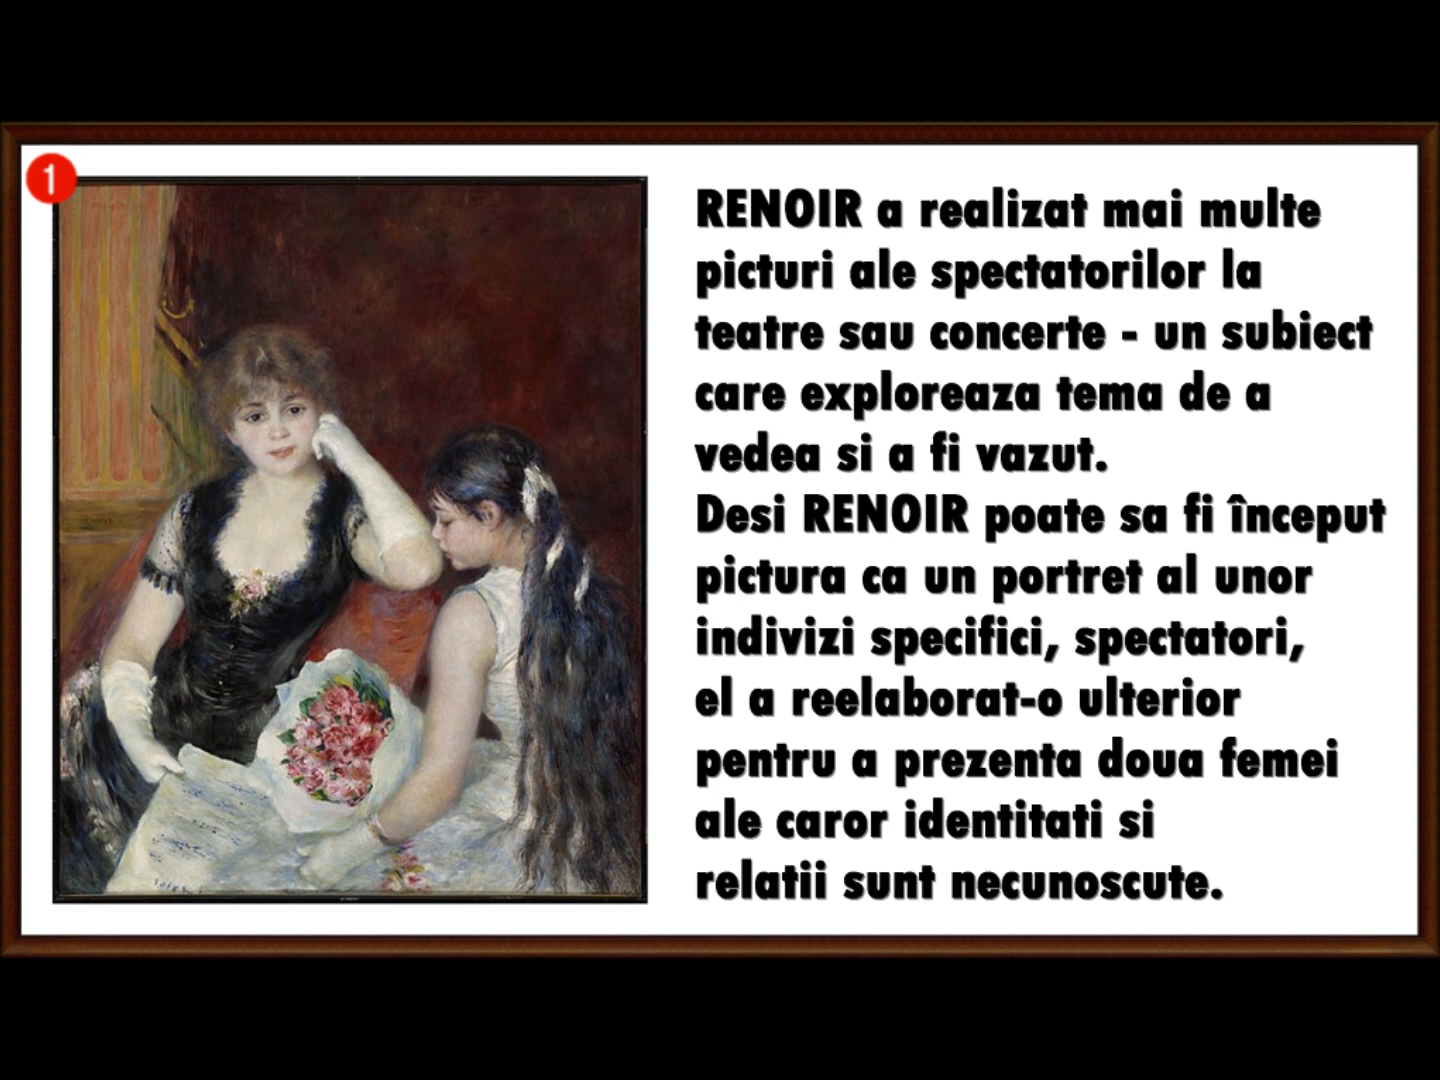 1
RENOIR a realizat mai multe
picturi ale spectatorilor la
teatre sau concerte - un subiect
care exploreaza tema de a
vedea si a fi vazut.
Desi RENOIR poate sa fi început
pictura ca un portret al unor
indivizi specifici, spectatori,
el a reelaborat-o ulterior
pentru a prezenta doua femei
ale caror identitati si
relatii sunt necunoscute.